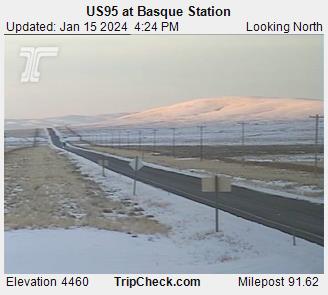 US95 at Basque Station
Updated: Jan 15 2024 4:24 PM Looking North
Elevation 4460 TripCheck.com Milepost 91.62